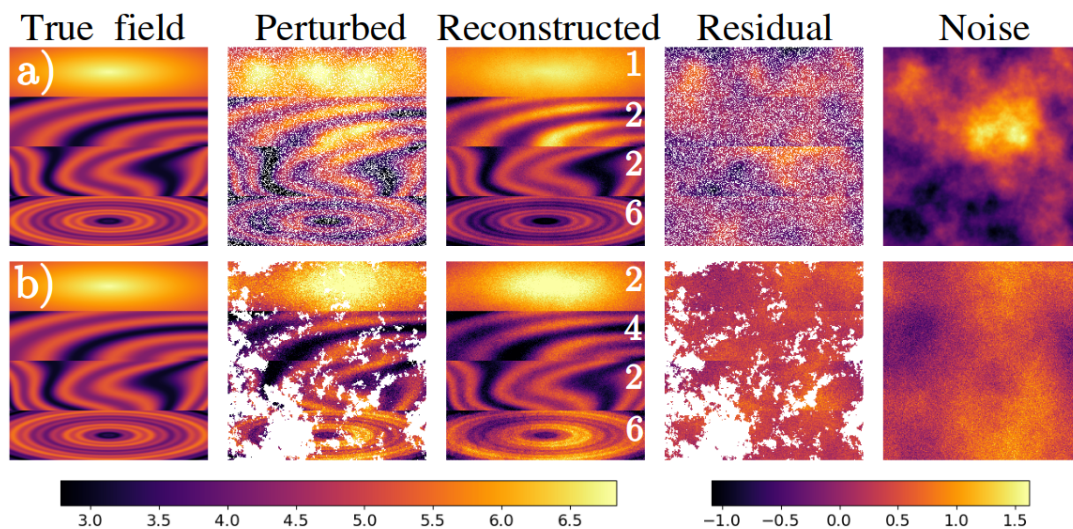 True field Perturbed Reconstructed Residual Noise
a) 1
2
2
6
b) 2
4
2
6
3.0 3.5 4.0 4.5 5.0 5.5 6.0 6.5 −1.0 −0.5 0.0 0.5 1.0 1.5